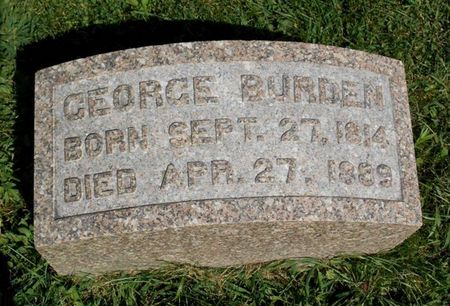 GEORGE BURDEN
BORN SEPT. 27, 1814
DIED APR. 27, 1889